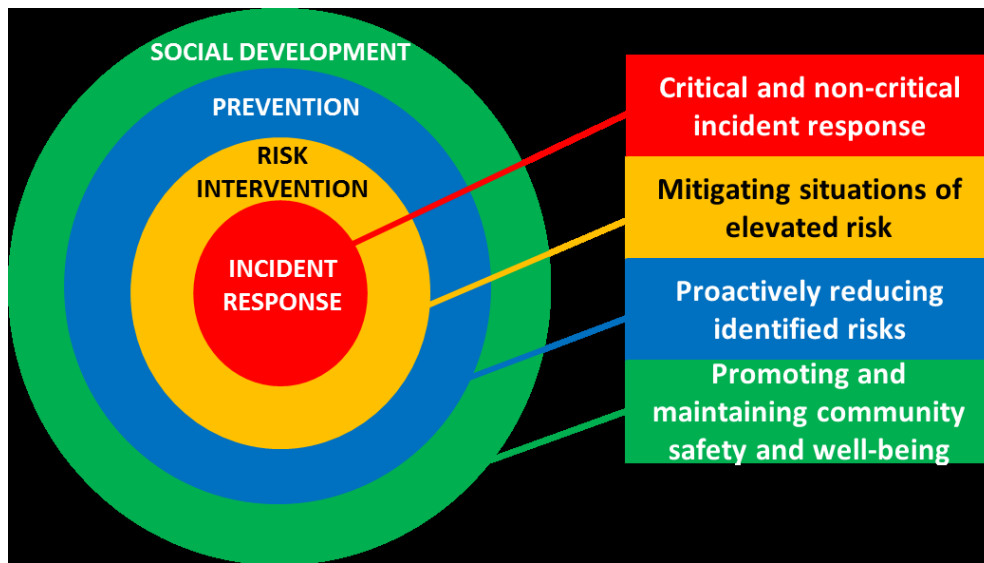 SOCIAL DEVELOPMENT
PREVENTION
RISK
INTERVENTION
INCIDENT
RESPONSE
Critical and non-critical
incident response
Mitigating situations of
elevated risk
Proactively reducing
identified risks
Promoting and
maintaining community
safety and well-being